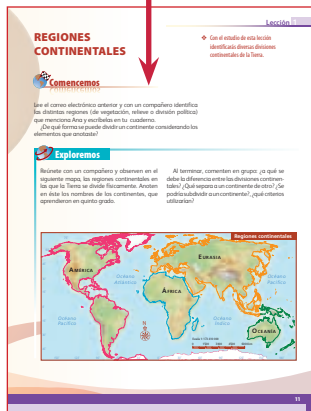 Lección 1
REGIONES
CONTINENTALES
Con el estudio de esta lección
identificarás diversas divisiones
continentales de la Tierra.
Comencemos
Lee el correo electrónico anterior y con un compañero identifica
las distintas regiones (de vegetación, relieve o división política)
que menciona Ana y escríbelas en tu cuaderno.
¿De qué forma se puede dividir un continente considerando los
elementos que anotaste?
Exploremos
Reúnete con un compañero y observen en el
siguiente mapa, las regiones continentales en
las que la Tierra se divide físicamente. Anoten
en éste los nombres de los continentes, que
aprendieron en quinto grado.
Al terminar, comenten en grupo: ¿a qué se
debe la diferencia entre las divisiones continen-
tales? ¿Qué separa a un continente de otro? ¿Se
podría subdividir a un continente?, ¿qué criterios
utilizarían?
Regiones continentales
AMÉRICA
EURASIA
ÁFRICA
OCEANÍA
Océano
Atlántico
Océano
Pacífico
Océano
Pacífico
Océano
Índico
N
11